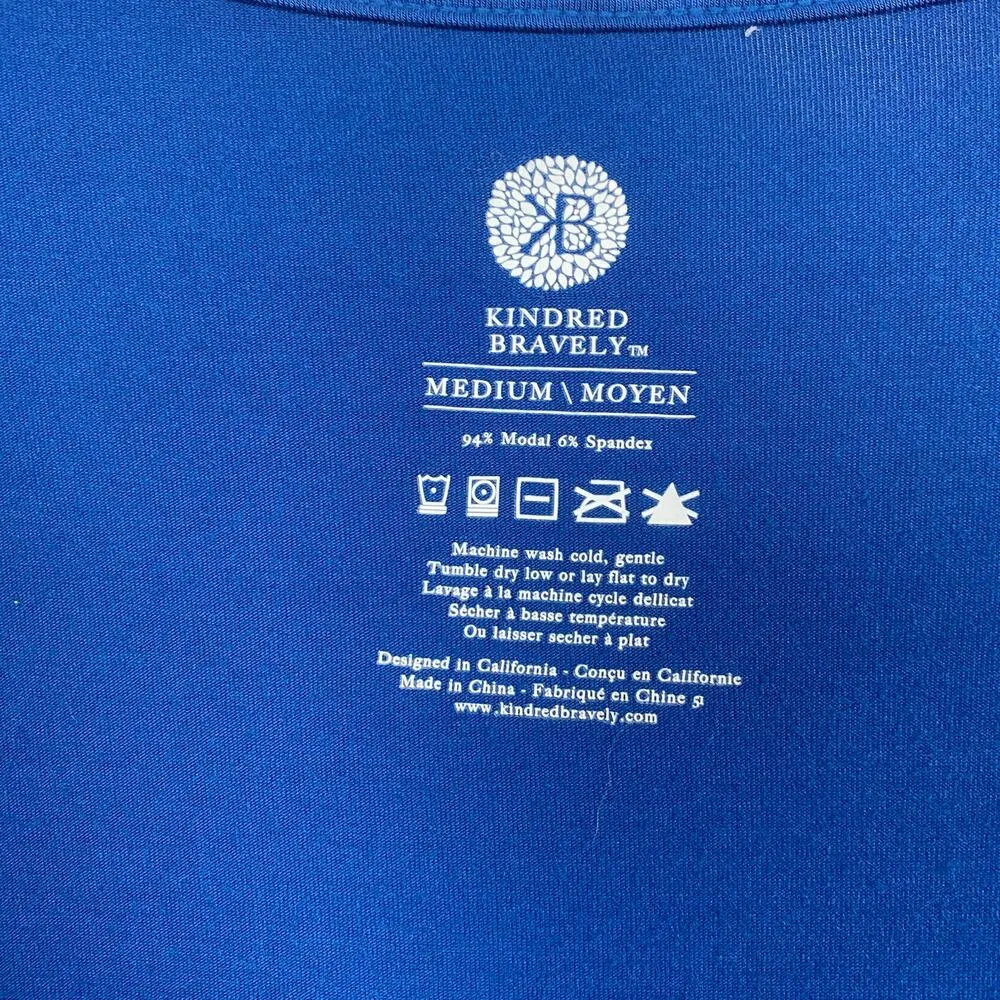 KB
KINDRED
BRAVELY™
MEDIUM \ MOYEN
94% Modal 6% Spandex
Machine wash cold, gentle
Tumble dry low or lay flat to dry
Lavage à la machine cycle dellicat
Sécher à basse température
Ou laisser secher à plat
Designed in California - Conçu en Californie
Made in China - Fabriqué en Chine 51
www.kindredbravely.com